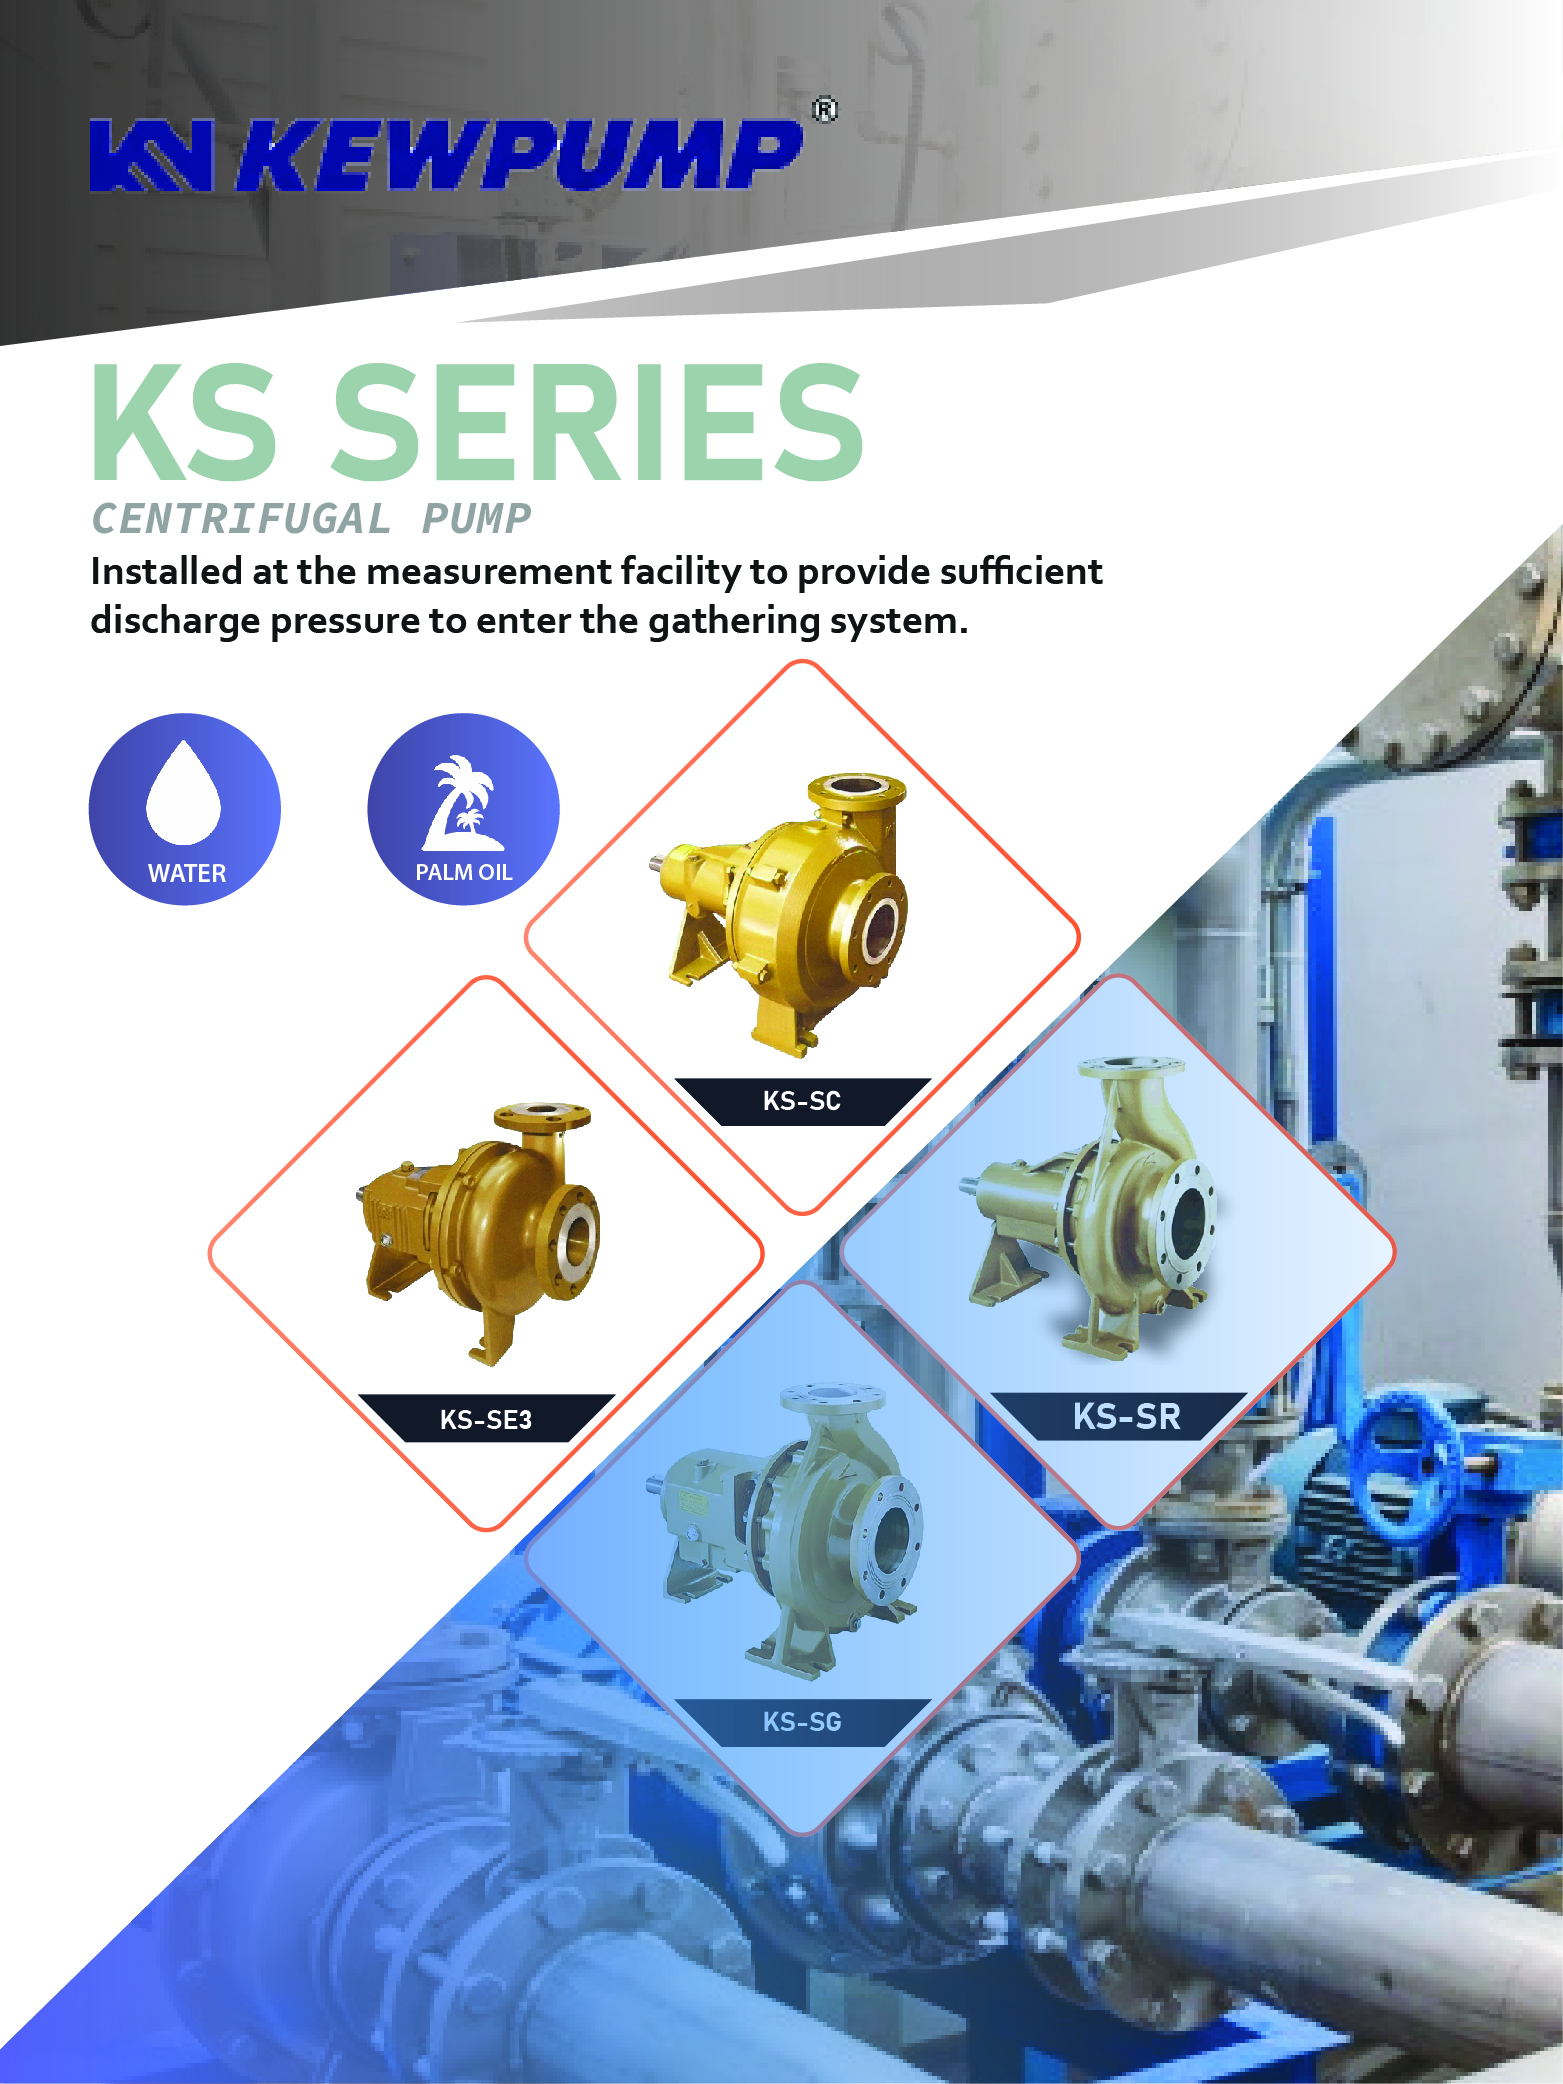 KEWPUMP®
KS SERIES
CENTRIFUGAL PUMP
Installed at the measurement facility to provide sufficient
discharge pressure to enter the gathering system.
WATER
PALM OIL
KS-SC
KS-SE3
KS-SR
KS-SG